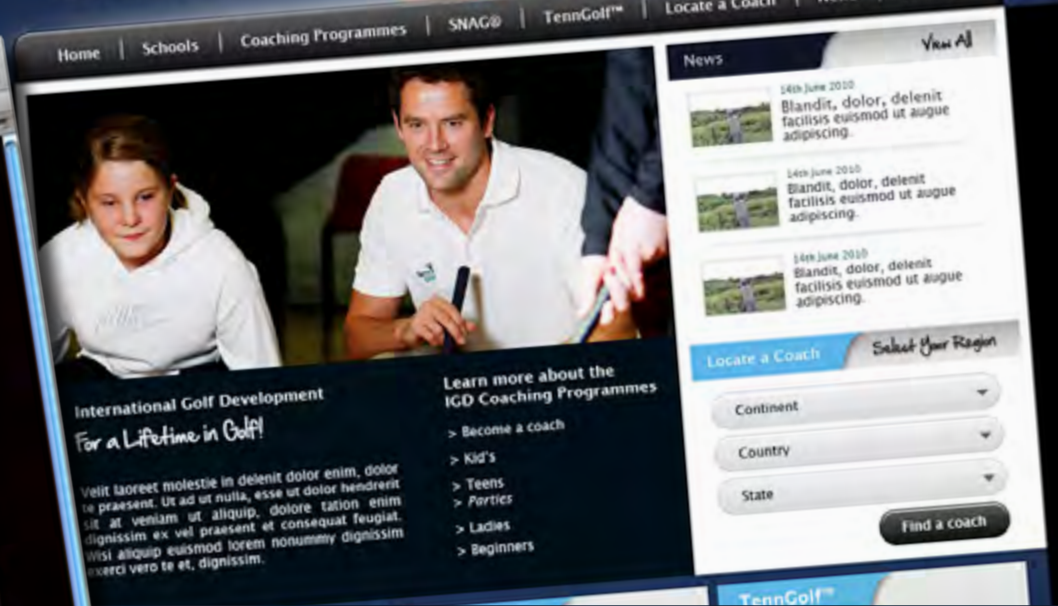 Home | Schools | Coaching Programmes | SNAG® | TennGolf™ | Locate a Coach |
News
View All
14th June 2010
Blandit, dolor, delenit
facilisis euismod ut augue
adipiscing.
14th June 2010
Blandit, dolor, delenit
facilisis euismod ut augue
adipiscing.
14th June 2010
Blandit, dolor, delenit
facilisis euismod ut augue
adipiscing.
Locate a Coach
Select Your Region
Continent
Country
State
Find a coach
International Golf Development
For a Lifetime in Golf!
Velit laoreet molestie in delenit dolor enim, dolor
te praesent. Ut ad ut nulla, esse ut dolor hendrerit
sit at veniam ut aliquip, dolore tation enim
dignissim ex vel praesent et consequat feugiat.
Wisi aliquip euismod lorem nonummy dignissim
exerci vero te et, dignissim.
Learn more about the
IGD Coaching Programmes
> Become a coach
> Kid's
> Teens
> Parties
> Ladies
> Beginners
TennGolf™